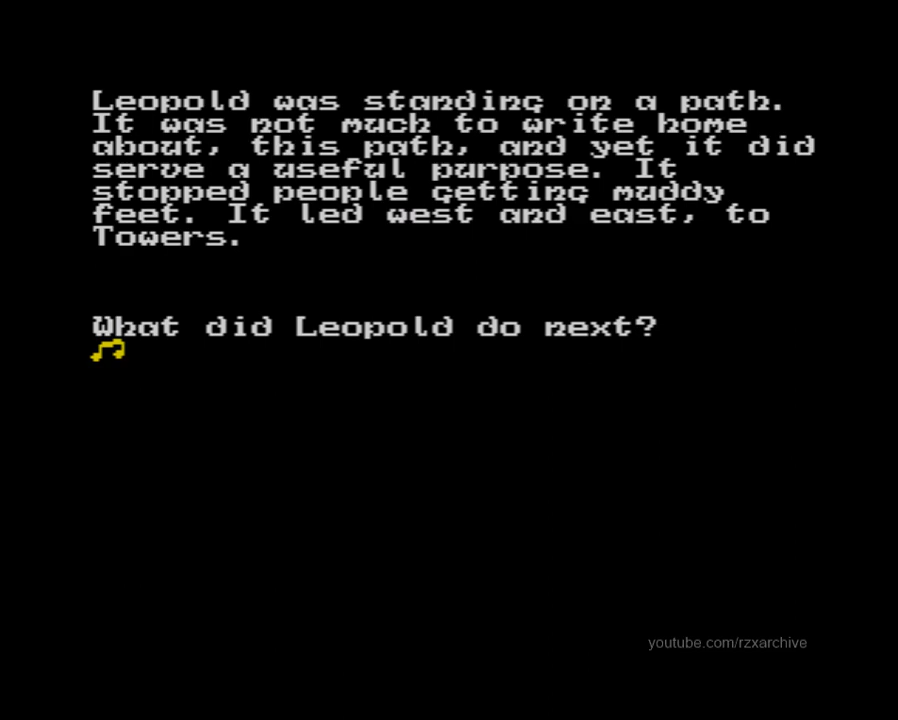 Leopold was standing on a path.
It was not much to write home
about, this path, and yet it did
serve a useful purpose. It
stopped people getting muddy
feet. It led west and east, to
Towers.
What did Leopold do next?
youtube.com/rzxarchive